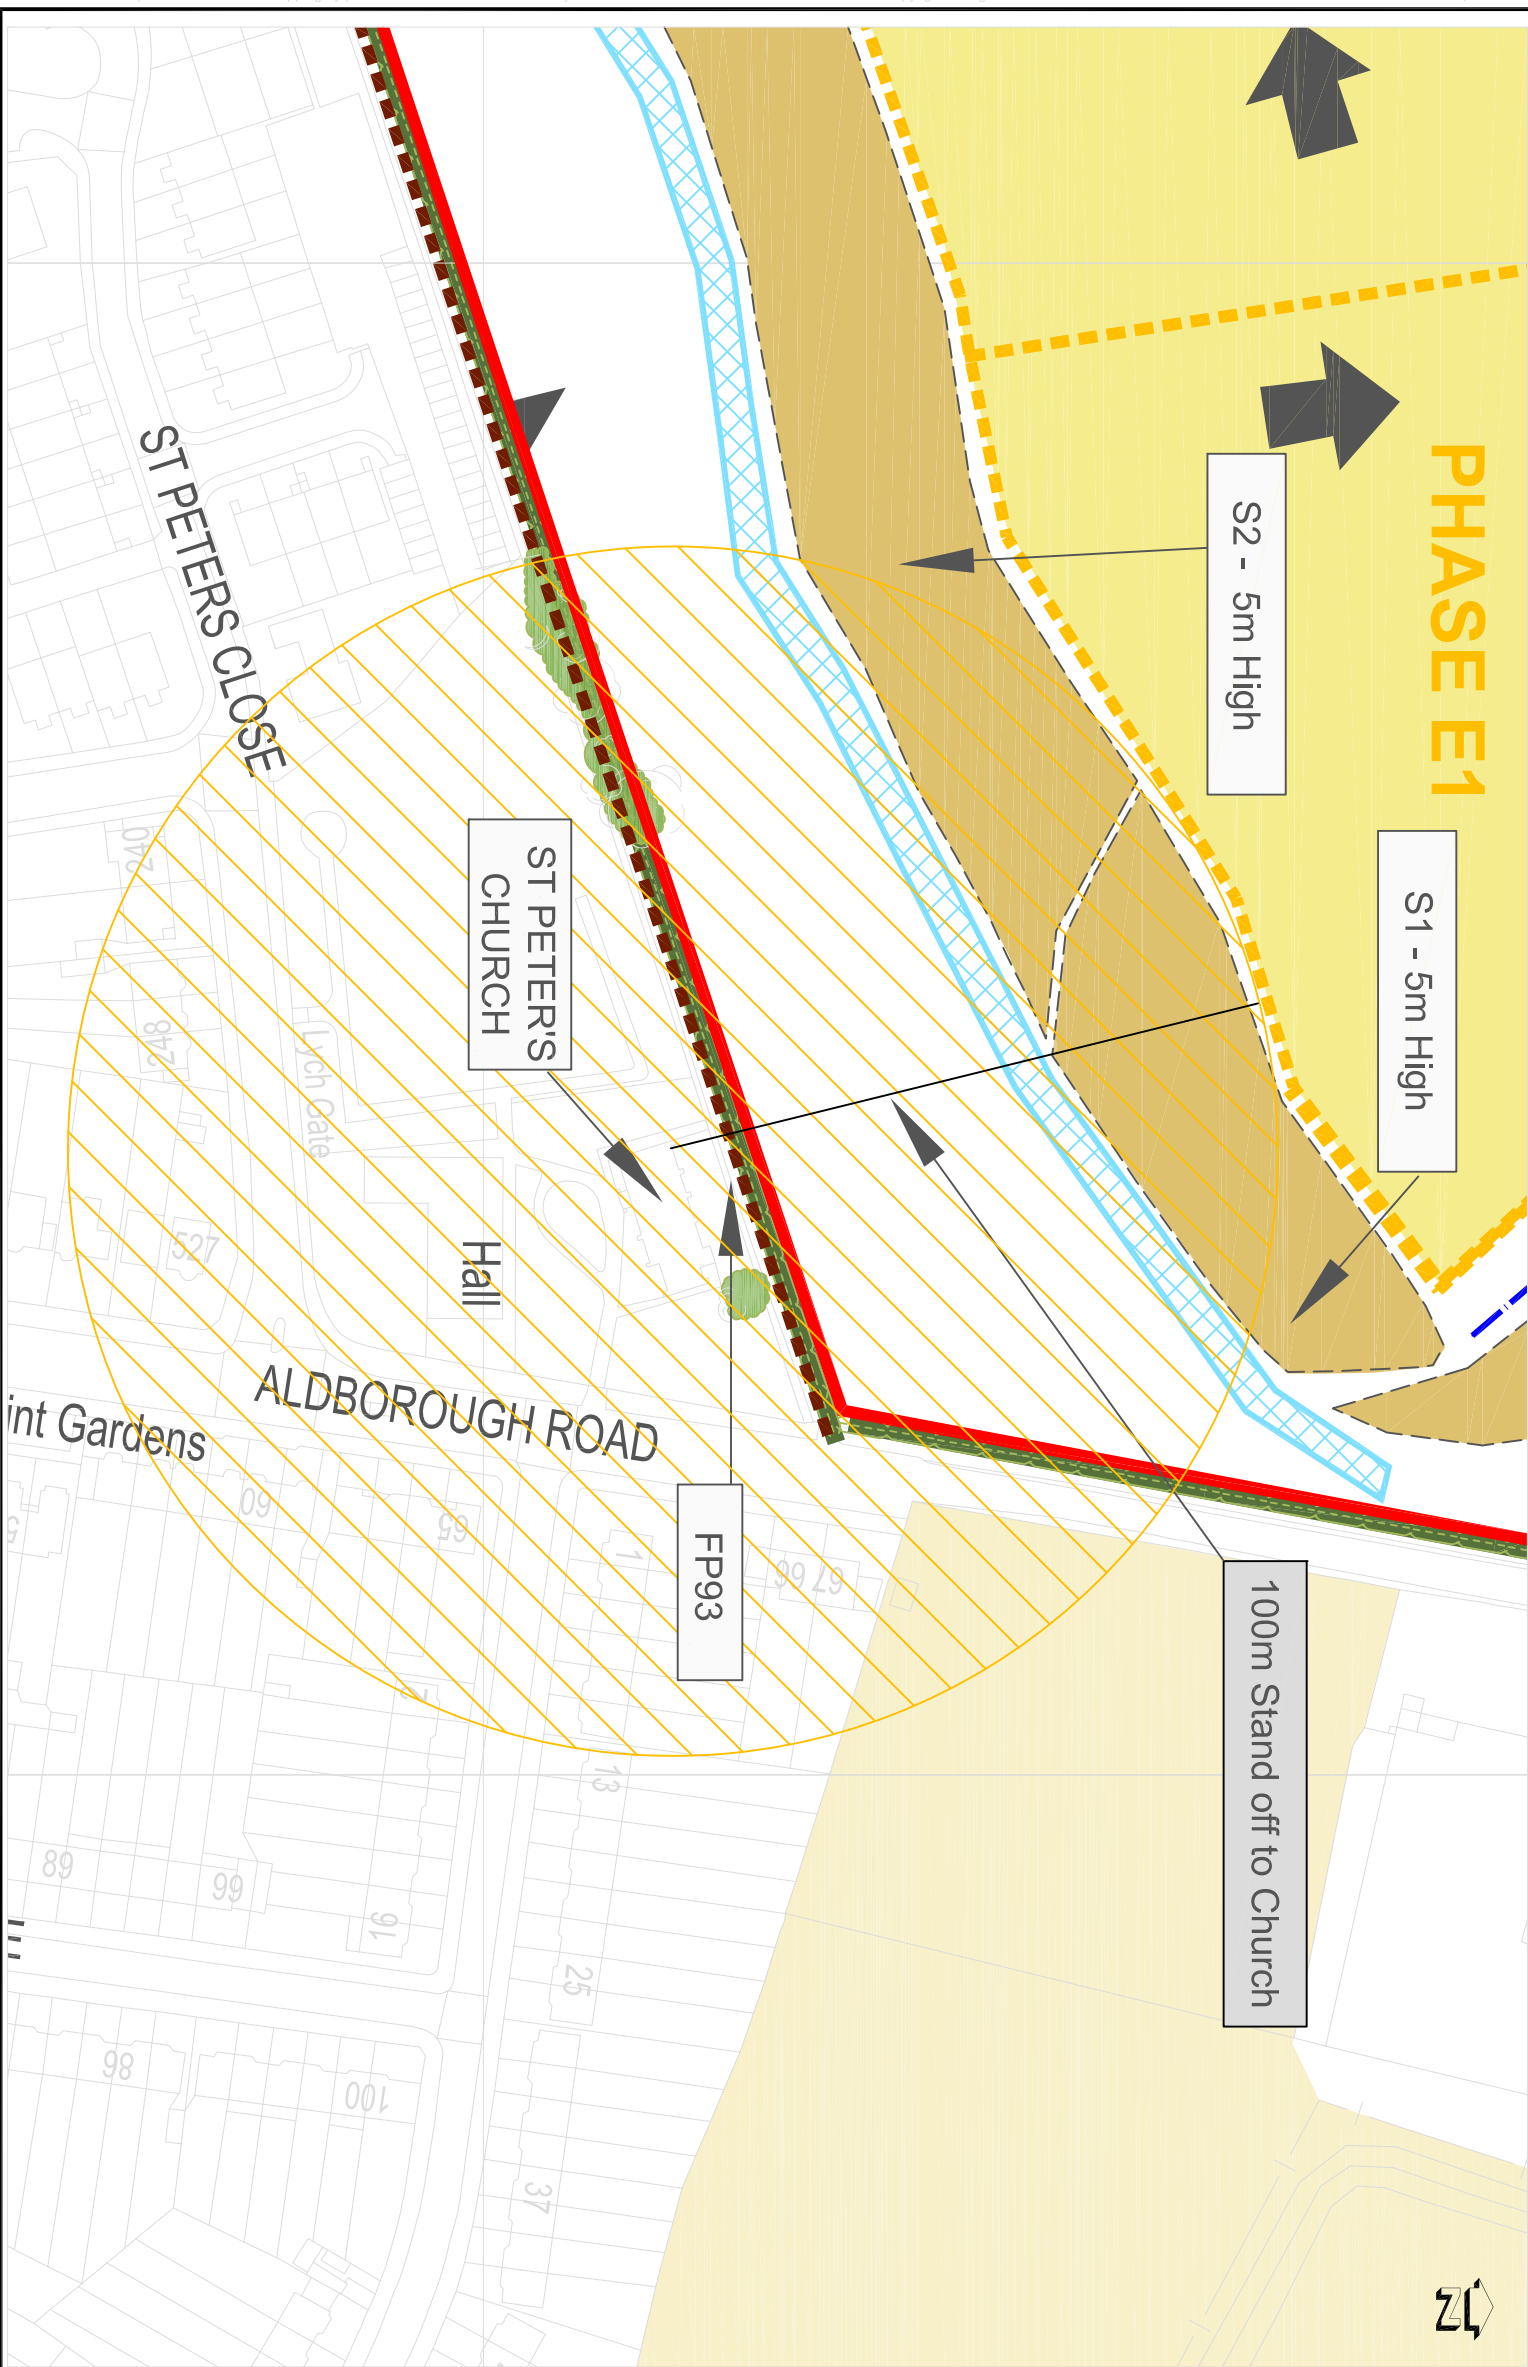 PHASE E1
S1 - 5m High
S2 - 5m High
100m Stand off to Church
ST PETER'S
CHURCH
FP93
ST PETERS CLOSE
Hall
ALDBOROUGH ROAD
int Gardens
Lych Gate
240
248
527
60
65
1
66
67
2
13
25
37
89
99
91
98
100
N